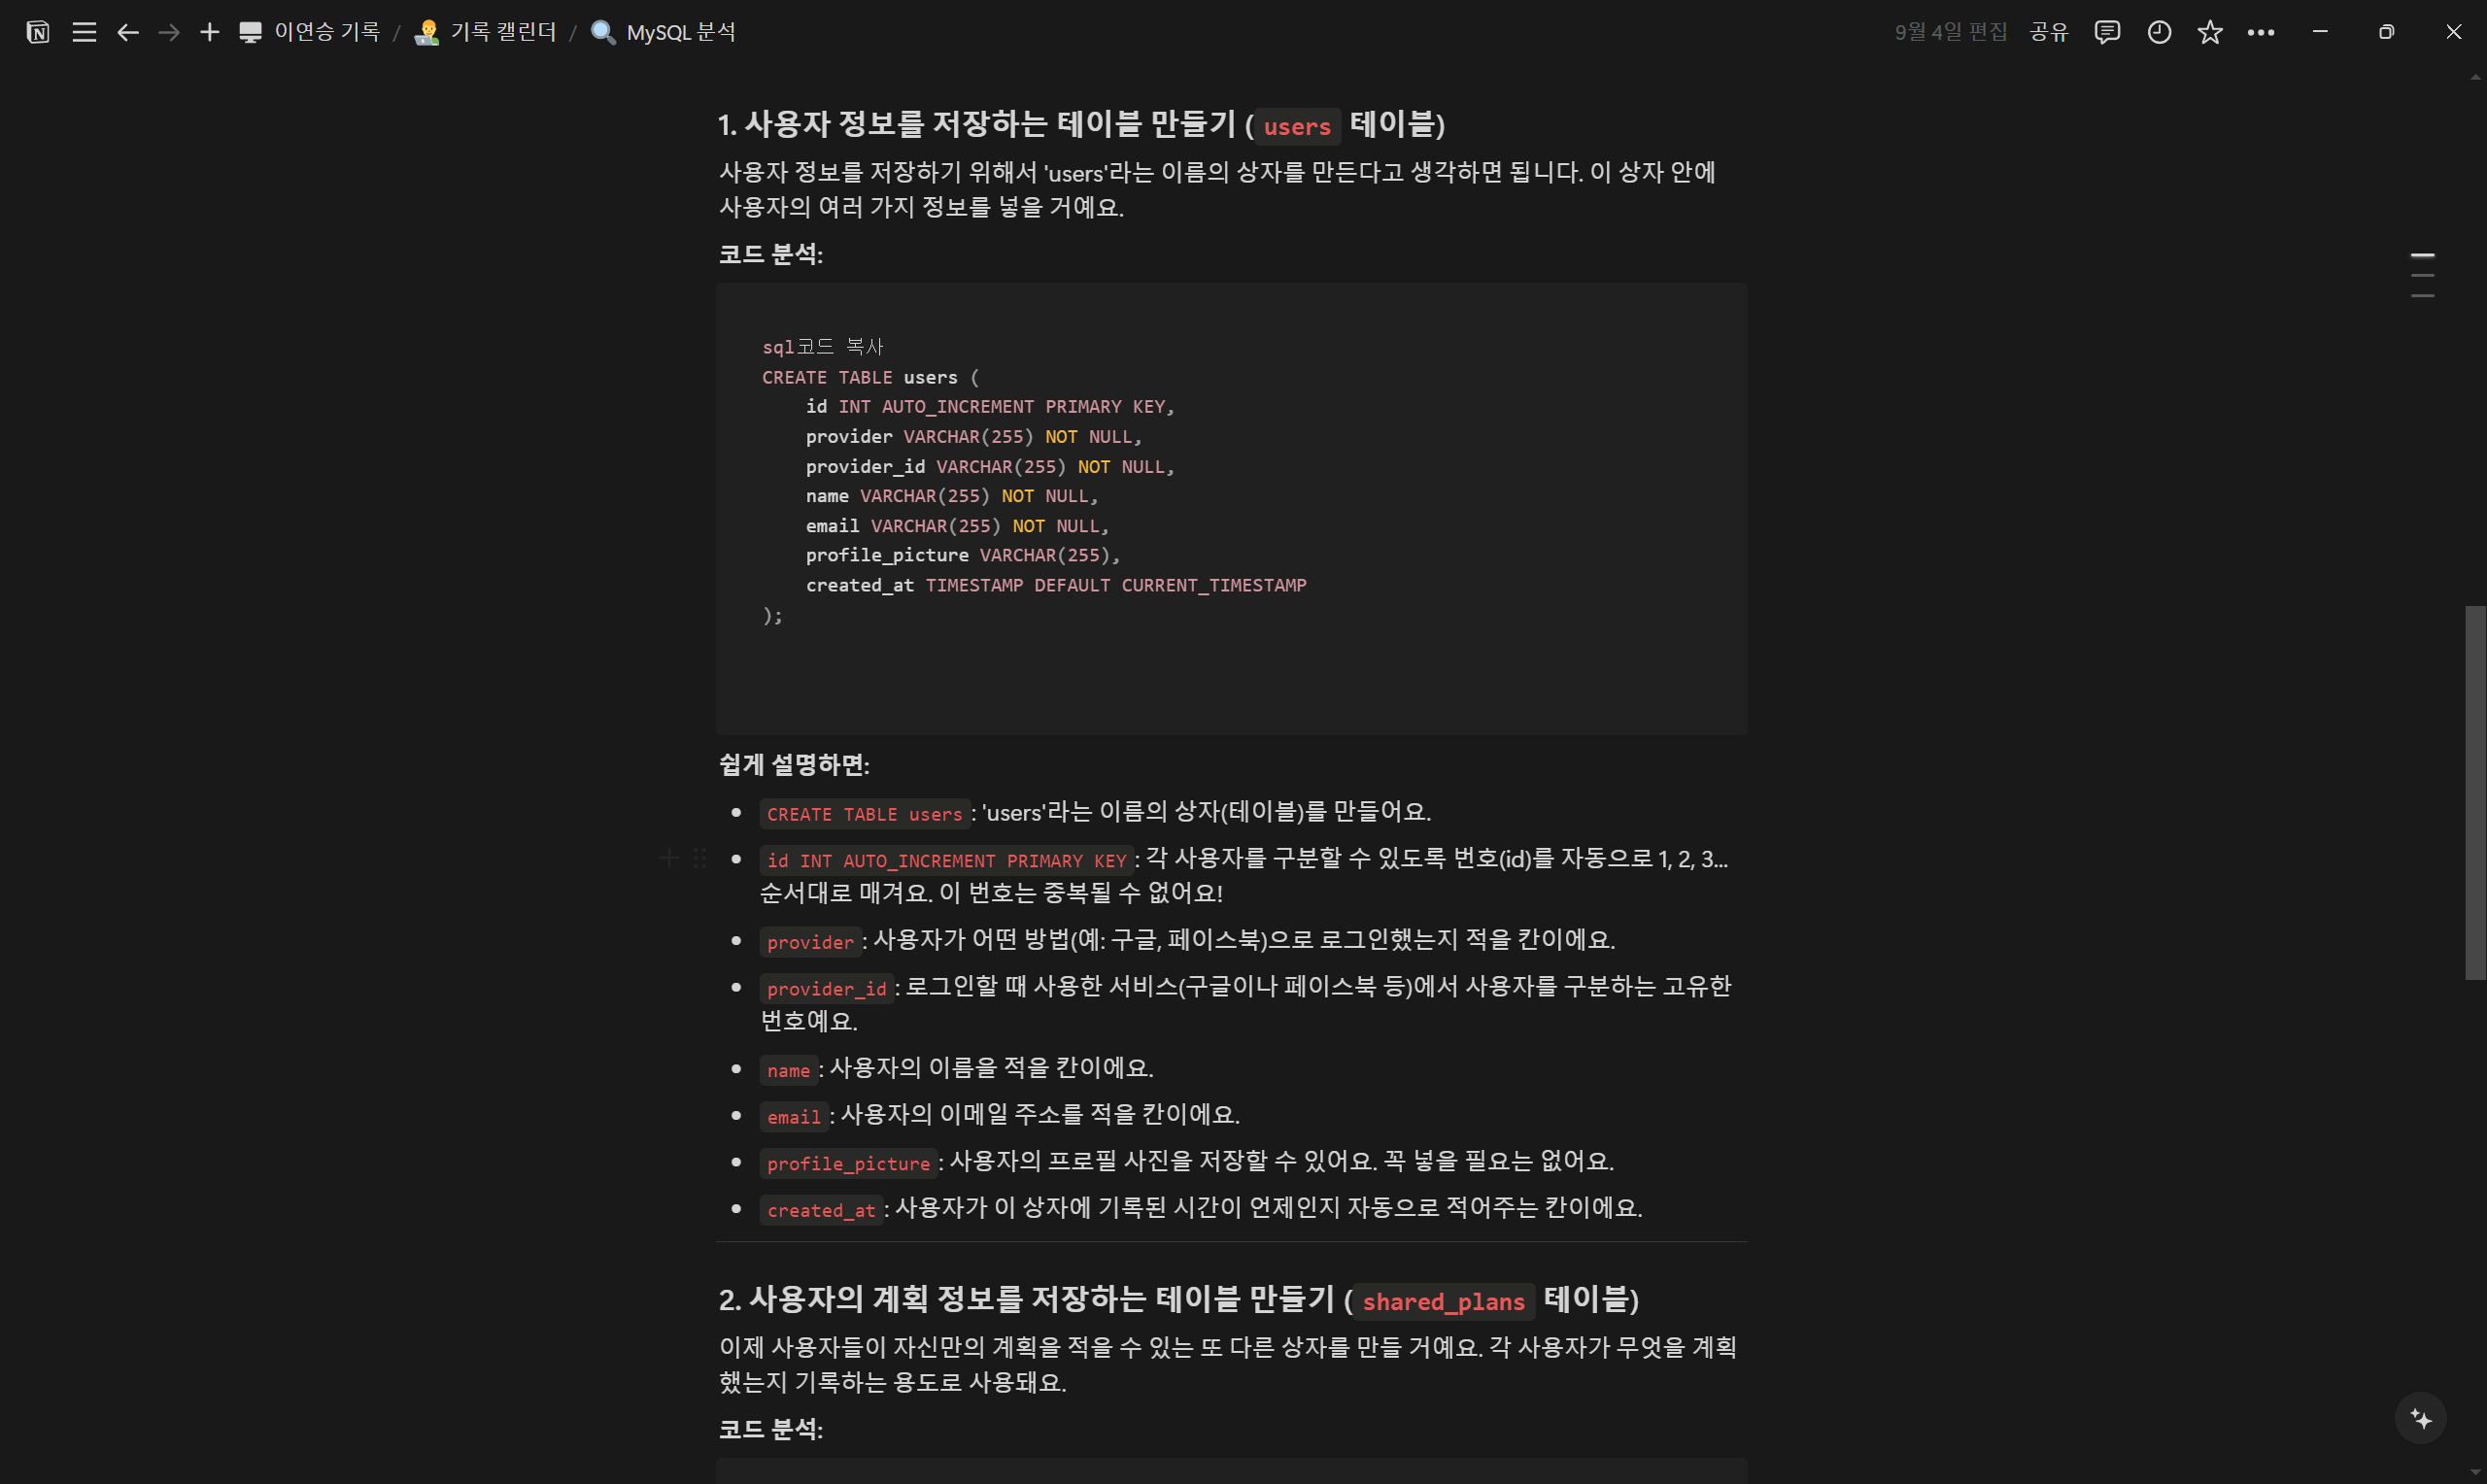 이연승 기록 / 기록 캘린더 / MySQL 분석
9월 4일 편집 공유
1. 사용자 정보를 저장하는 테이블 만들기 (users 테이블)
사용자 정보를 저장하기 위해서 'users'라는 이름의 상자를 만든다고 생각하면 됩니다. 이 상자 안에
사용자의 여러 가지 정보를 넣을 거예요.
코드 분석:
sql코드 복사
CREATE TABLE users (
    id INT AUTO_INCREMENT PRIMARY KEY,
    provider VARCHAR(255) NOT NULL,
    provider_id VARCHAR(255) NOT NULL,
    name VARCHAR(255) NOT NULL,
    email VARCHAR(255) NOT NULL,
    profile_picture VARCHAR(255),
    created_at TIMESTAMP DEFAULT CURRENT_TIMESTAMP
);
쉽게 설명하면:
• CREATE TABLE users : 'users'라는 이름의 상자(테이블)를 만들어요.
• id INT AUTO_INCREMENT PRIMARY KEY : 각 사용자를 구분할 수 있도록 번호(id)를 자동으로 1, 2, 3...
순서대로 매겨요. 이 번호는 중복될 수 없어요!
• provider : 사용자가 어떤 방법(예: 구글, 페이스북)으로 로그인했는지 적을 칸이에요.
• provider_id : 로그인할 때 사용한 서비스(구글이나 페이스북 등)에서 사용자를 구분하는 고유한
번호예요.
• name : 사용자의 이름을 적을 칸이에요.
• email : 사용자의 이메일 주소를 적을 칸이에요.
• profile_picture : 사용자의 프로필 사진을 저장할 수 있어요. 꼭 넣을 필요는 없어요.
• created_at : 사용자가 이 상자에 기록된 시간이 언제인지 자동으로 적어주는 칸이에요.
2. 사용자의 계획 정보를 저장하는 테이블 만들기 (shared_plans 테이블)
이제 사용자들이 자신만의 계획을 적을 수 있는 또 다른 상자를 만들 거예요. 각 사용자가 무엇을 계획
했는지 기록하는 용도로 사용돼요.
코드 분석: